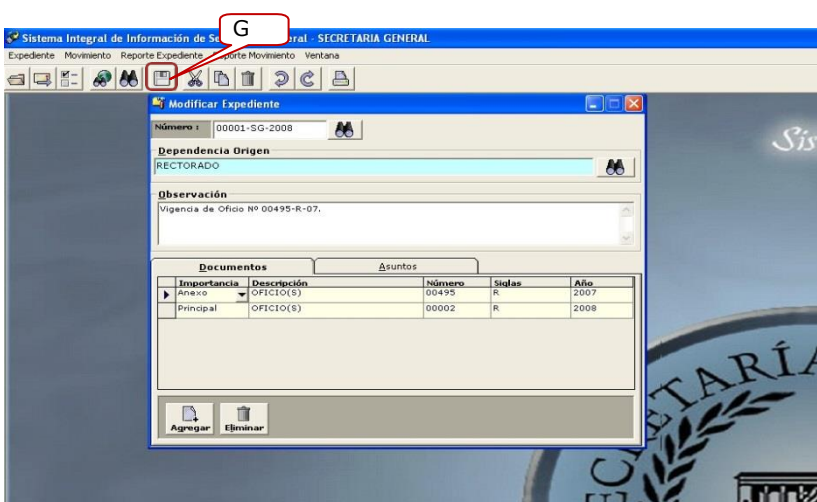 G
Sistema Integral de Información de Se eral - SECRETARIA GENERAL
Expediente Movimiento Reporte Expediente Reporte Movimiento Ventana
Modificar Expediente
Número : 00001-SG-2008
Dependencia Origen
RECTORADO
Observación
Vigencia de Oficio Nº 00495-R-07.
Documentos Asuntos
Importancia Descripción Número Siglas Año
Anexo OFICIO(S) 00495 R 2007
Principal OFICIO(S) 00002 R 2008
Agregar Eliminar
Sis
CRETARÍA